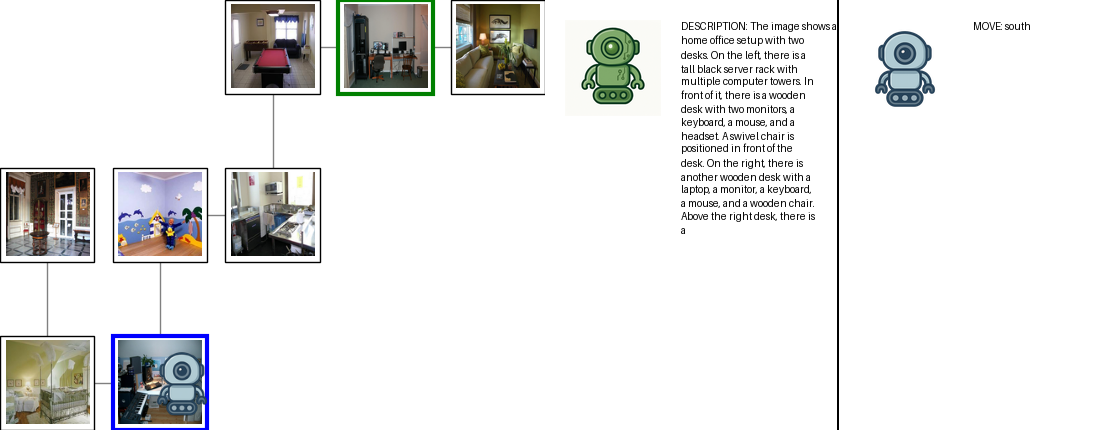 DESCRIPTION: The image shows a
home office setup with two
desks. On the left, there is a
tall black server rack with
multiple computer towers. In
front of it, there is a wooden
desk with two monitors, a
keyboard, a mouse, and a
headset. A swivel chair is
positioned in front of the
desk. On the right, there is
another wooden desk with a
laptop, a monitor, a keyboard,
a mouse, and a wooden chair.
Above the right desk, there is
a
MOVE: south